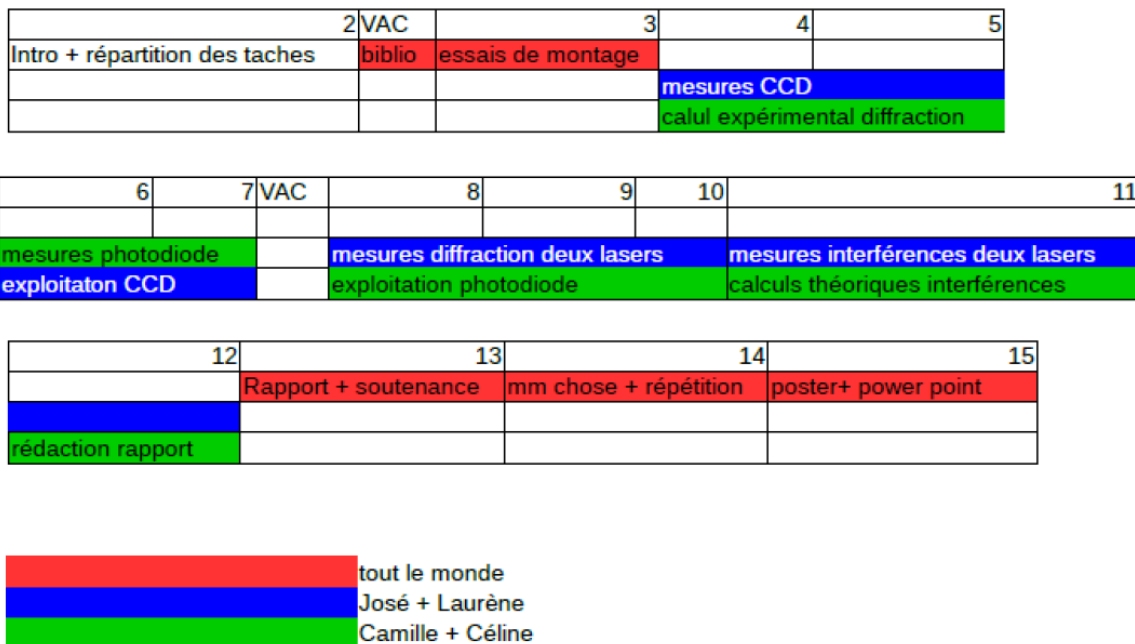 2 VAC 3 4 5
Intro + répartition des taches biblio essais de montage
mesures CCD
calul expérimental diffraction
6 7 VAC 8 9 10 11
mesures photodiode mesures diffraction deux lasers mesures interférences deux lasers
exploitaton CCD exploitation photodiode calculs théoriques interférences
12 13 14 15
Rapport + soutenance mm chose + répétition poster+ power point
rédaction rapport
tout le monde
José + Laurène
Camille + Céline